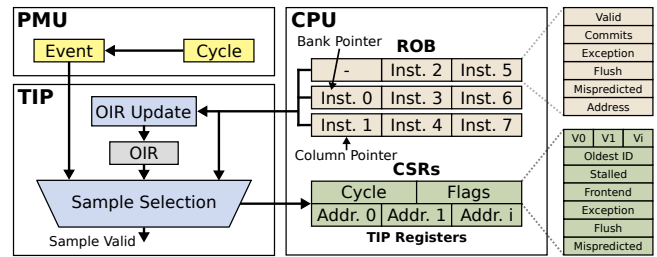 PMU
Event
Cycle
TIP
OIR Update
OIR
Sample Selection
Sample Valid
CPU
Bank Pointer
ROB
- Inst. 2 Inst. 5
Inst. 0 Inst. 3 Inst. 6
Inst. 1 Inst. 4 Inst. 7
Column Pointer
CSRs
Cycle Flags
Addr. 0 Addr. 1 Addr. i
TIP Registers
Valid
Commits
Exception
Flush
Mispredicted
Address
V0 V1 Vi
Oldest ID
Stalled
Frontend
Exception
Flush
Mispredicted